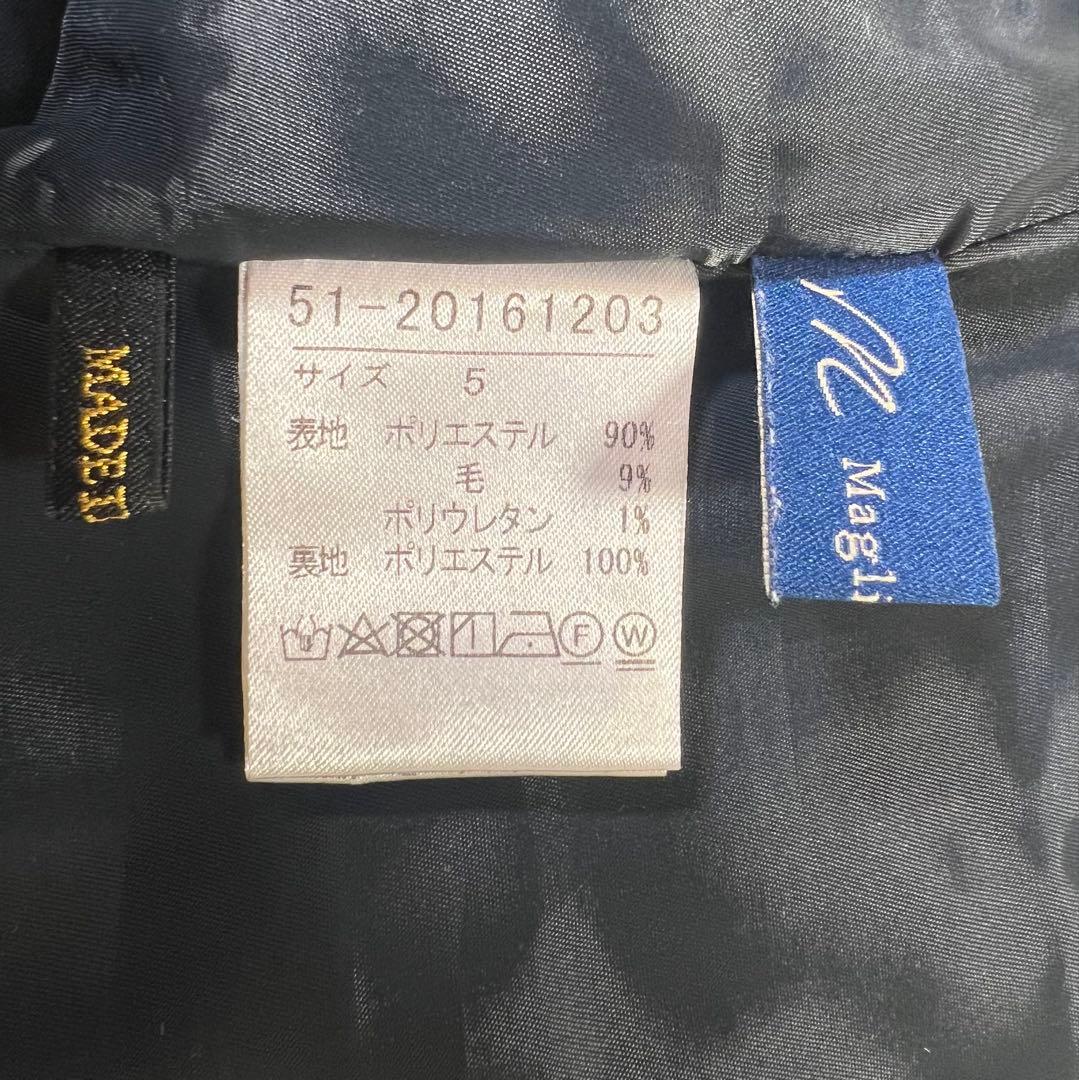 MADE I
51-20161203
サイズ 5
表地 ポリエステル 90%
毛 9%
ポリウレタン 1%
裏地 ポリエステル 100%
F W
M
Magli